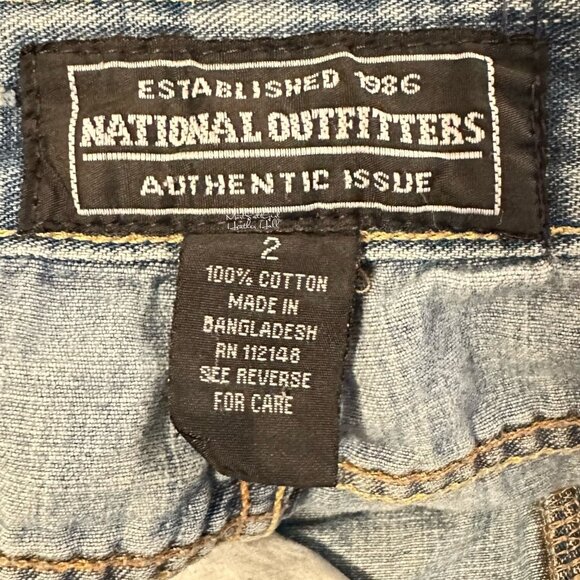 ESTABLISHED 1986
NATIONAL OUTFITTERS
AUTHENTIC ISSUE
2
100% COTTON
MADE IN
BANGLADESH
RN 112148
SEE REVERSE
FOR CARE